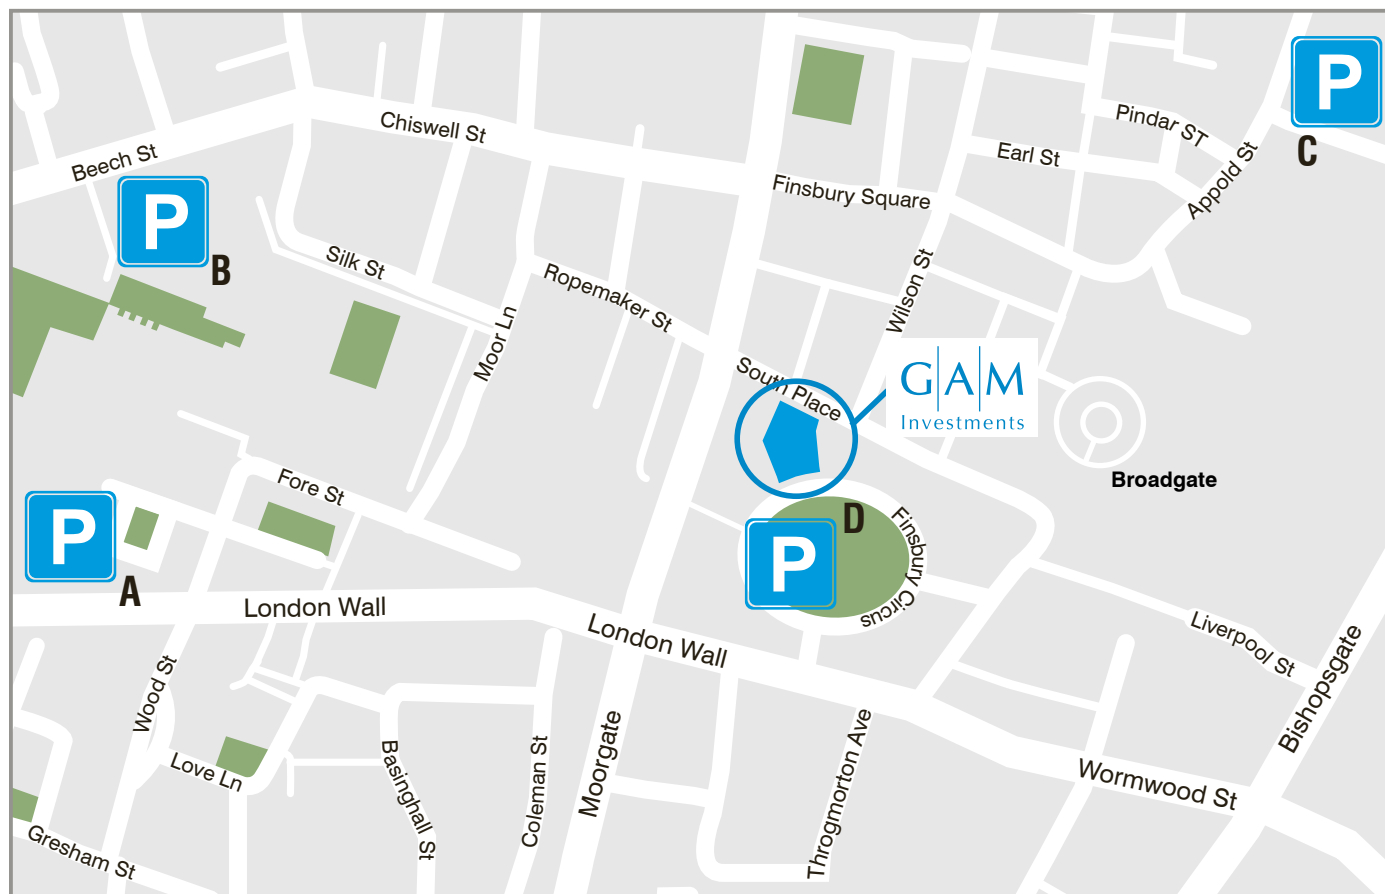 P
C
Pindar ST
Chiswell St
Earl St
Beech St
Appold St
Finsbury Square
P
B
Silk St
Ropemaker St
Wilson St
Moor Ln
South Place
G|A|M
Investments
Broadgate
Fore St
P
A
D
P
Finsbury Circus
London Wall
London Wall
Liverpool St
Bishopsgate
Wood St
Love Ln
Basinghall St
Coleman St
Moorgate
Throgmorton Ave
Wormwood St
Gresham St